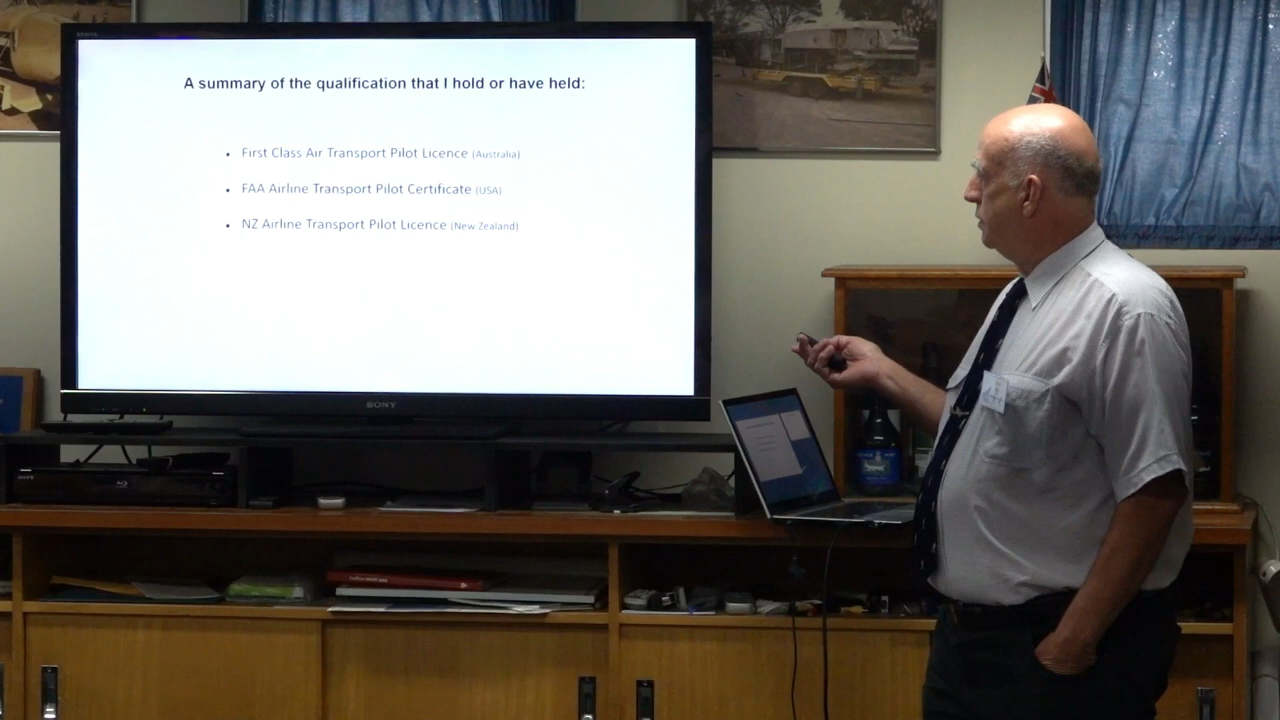 A summary of the qualification that I hold or have held:
• First Class Air Transport Pilot Licence (Australia)
• FAA Airline Transport Pilot Certificate (USA)
• NZ Airline Transport Pilot Licence (New Zealand)
SONY